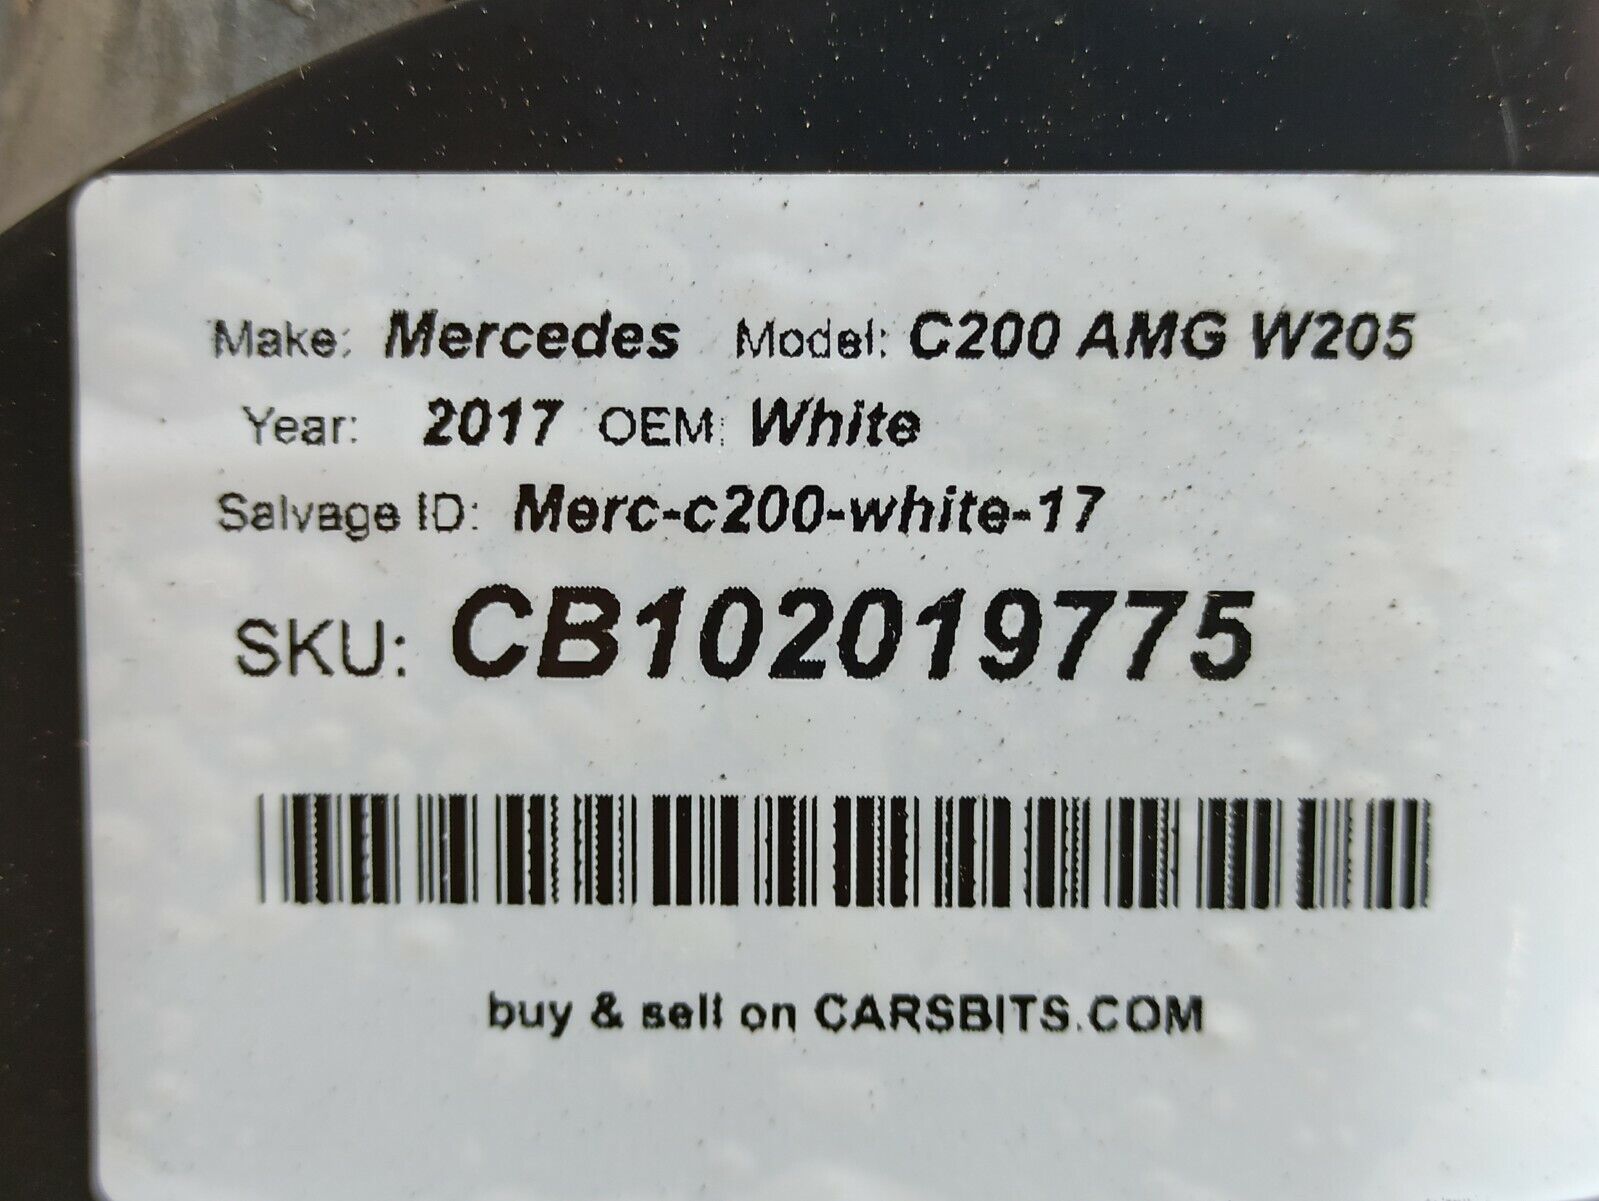 Make: Mercedes Model: C200 AMG W205
Year: 2017 OEM: White
Salvage ID: Merc-c200-white-17
SKU: CB102019775
buy & sell on CARSBITS.COM